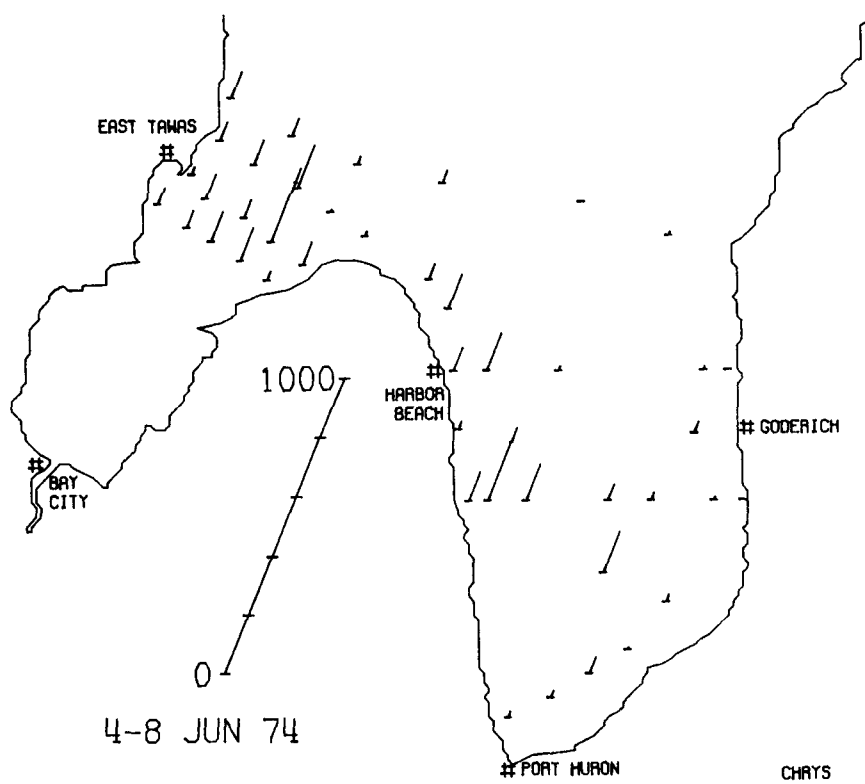 EAST TAWAS
1000
HARBOR
BEACH
GODERICH
BAY
CITY
0
4-8 JUN 74
PORT HURON
CHRYS